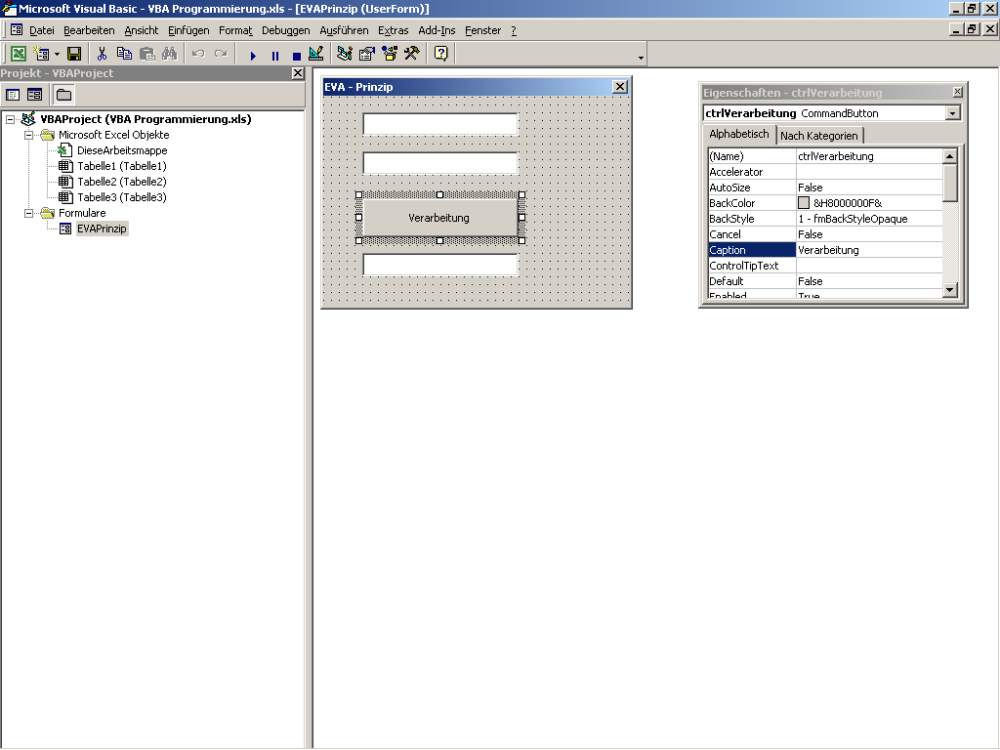 Microsoft Visual Basic - VBA Programmierung.xls - [EVAPrinzip (UserForm)]
Datei Bearbeiten Ansicht Einfügen Format Debuggen Ausführen Extras Add-Ins Fenster ?
Projekt - VBAProject
VBAProject (VBA Programmierung.xls)
Microsoft Excel Objekte
DieseArbeitsmappe
Tabelle1 (Tabelle1)
Tabelle2 (Tabelle2)
Tabelle3 (Tabelle3)
Formulare
EVAPrinzip
EVA - Prinzip
Verarbeitung
Eigenschaften - ctrlVerarbeitung
ctrlVerarbeitung CommandButton
Alphabetisch Nach Kategorien
(Name) ctrlVerarbeitung
Accelerator
AutoSize False
BackColor &H8000000F&
BackStyle 1 - fmBackStyleOpaque
Cancel False
Caption Verarbeitung
ControlTipText
Default False
Enabled True